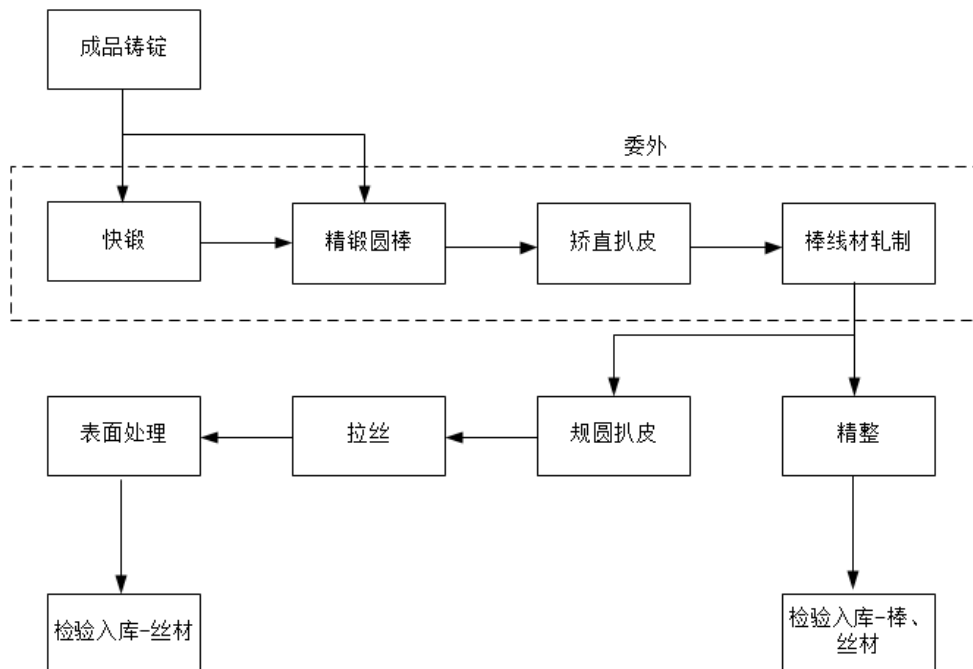 成品铸锭
委外
快锻
精锻圆棒
矫直扒皮
棒线材轧制
表面处理
拉丝
规圆扒皮
精整
检验入库-丝材
检验入库-棒、
丝材